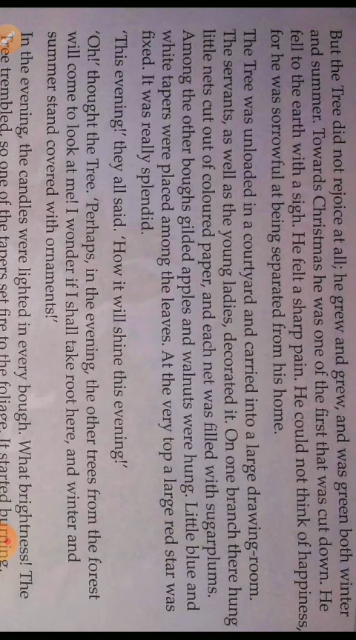 But the Tree did not rejoice at all; he grew and grew, and was green both winter
and summer. Towards Christmas he was one of the first that was cut down. He
fell to the earth with a sigh. He felt a sharp pain. He could not think of happiness,
for he was sorrowful at being separated from his home.
The Tree was unloaded in a courtyard and carried into a large drawing-room.
The servants, as well as the young ladies, decorated it. On one branch there hung
little nets cut out of coloured paper, and each net was filled with sugarplums.
Among the other boughs gilded apples and walnuts were hung. Little blue and
white tapers were placed among the leaves. At the very top a large red star was
fixed. It was really splendid.
'This evening!' they all said. 'How it will shine this evening!'
'Oh!' thought the Tree. 'Perhaps, in the evening, the other trees from the forest
will come to look at me! I wonder if I shall take root here, and winter and
summer stand covered with ornaments!'
In the evening, the candles were lighted in every bough. What brightness! The
Tree trembled, so one of the tapers set fire to the foliage. It started burning,